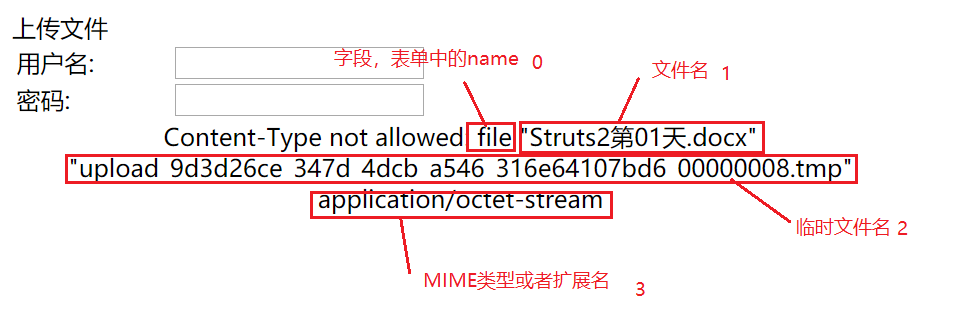 上传文件
用户名:
字段，表单中的name 0
文件名 1
密码:
Content-Type not allowed file "Struts2第01天.docx"
"upload_9d3d26ce_347d_4dcb_a546_316e64107bd6_00000008.tmp"
application/octet-stream
临时文件名 2
MIME类型或者扩展名 3